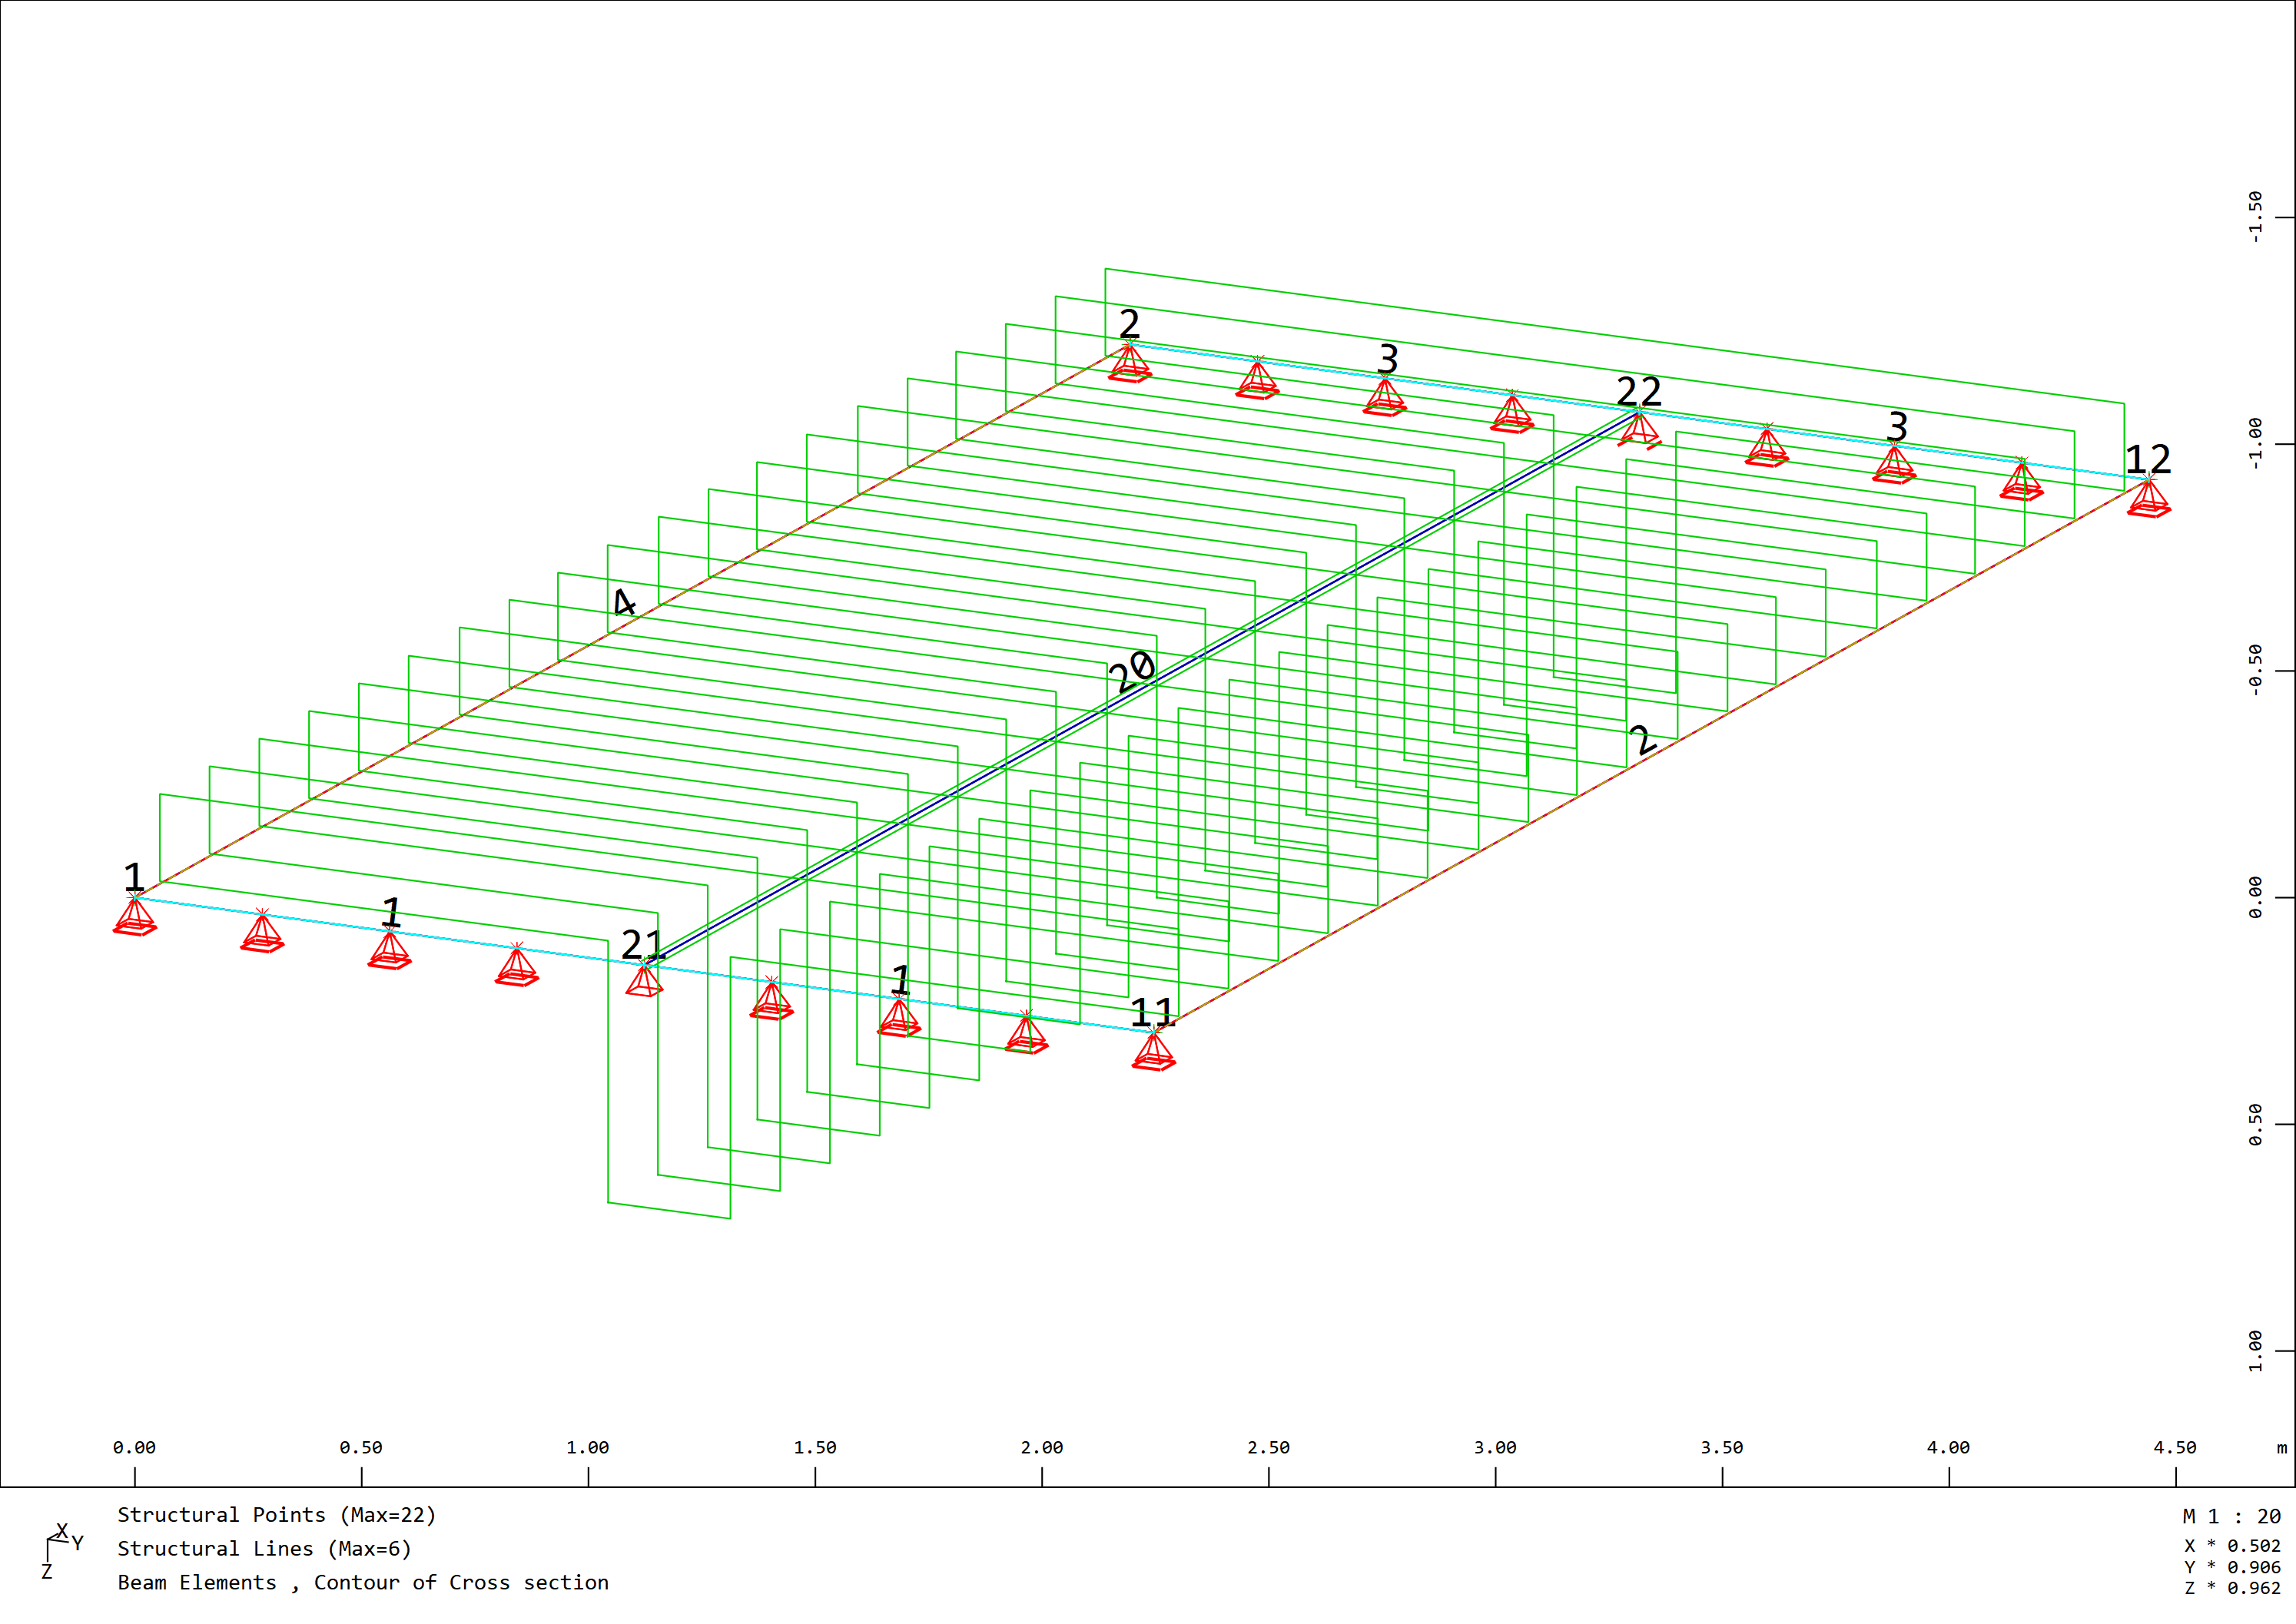 -1.50
2
3
22
3
12
-1.00
4
20
-0.50
2
1
1
21
1
11
0.00
0.50
1.00
0.00 0.50 1.00 1.50 2.00 2.50 3.00 3.50 4.00 4.50 m
X
Y
Z
Structural Points (Max=22)
Structural Lines (Max=6)
Beam Elements , Contour of Cross section
M 1 : 20
X * 0.502
Y * 0.906
Z * 0.962